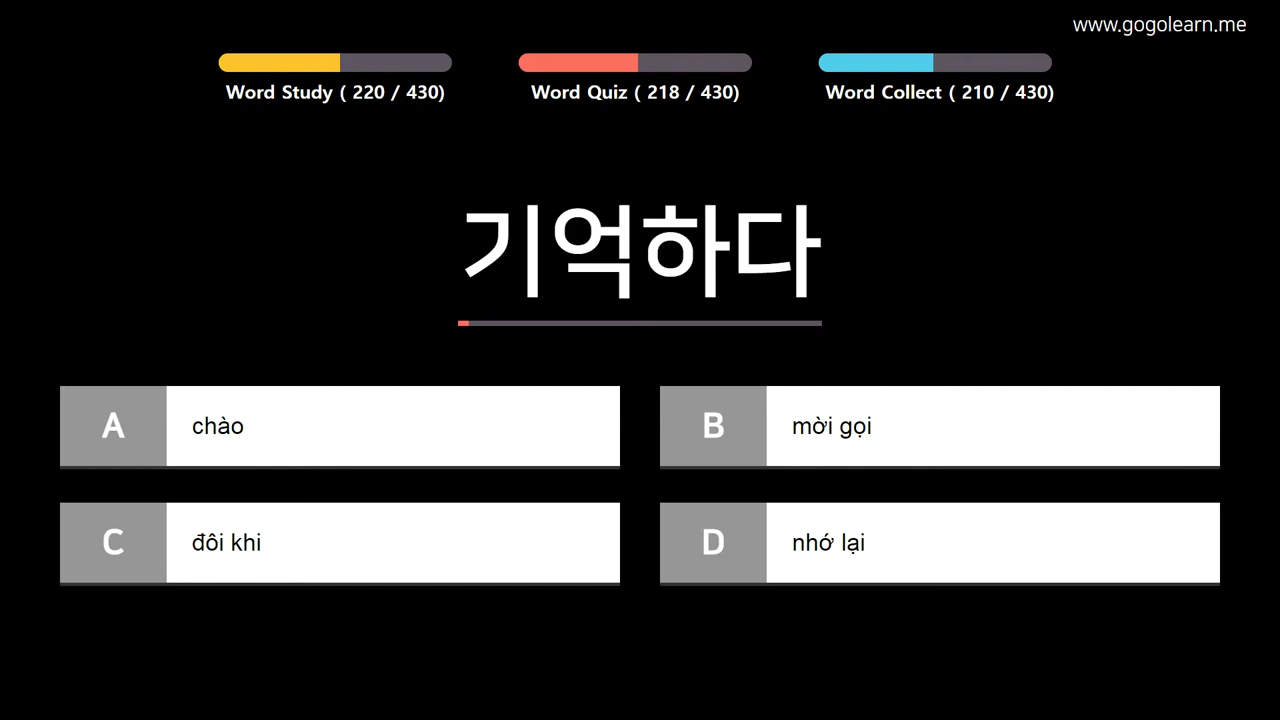 www.gogolearn.me
Word Study ( 220 / 430)
Word Quiz ( 218 / 430)
Word Collect ( 210 / 430)
기억하다
A chào
B mời gọi
C đôi khi
D nhớ lại